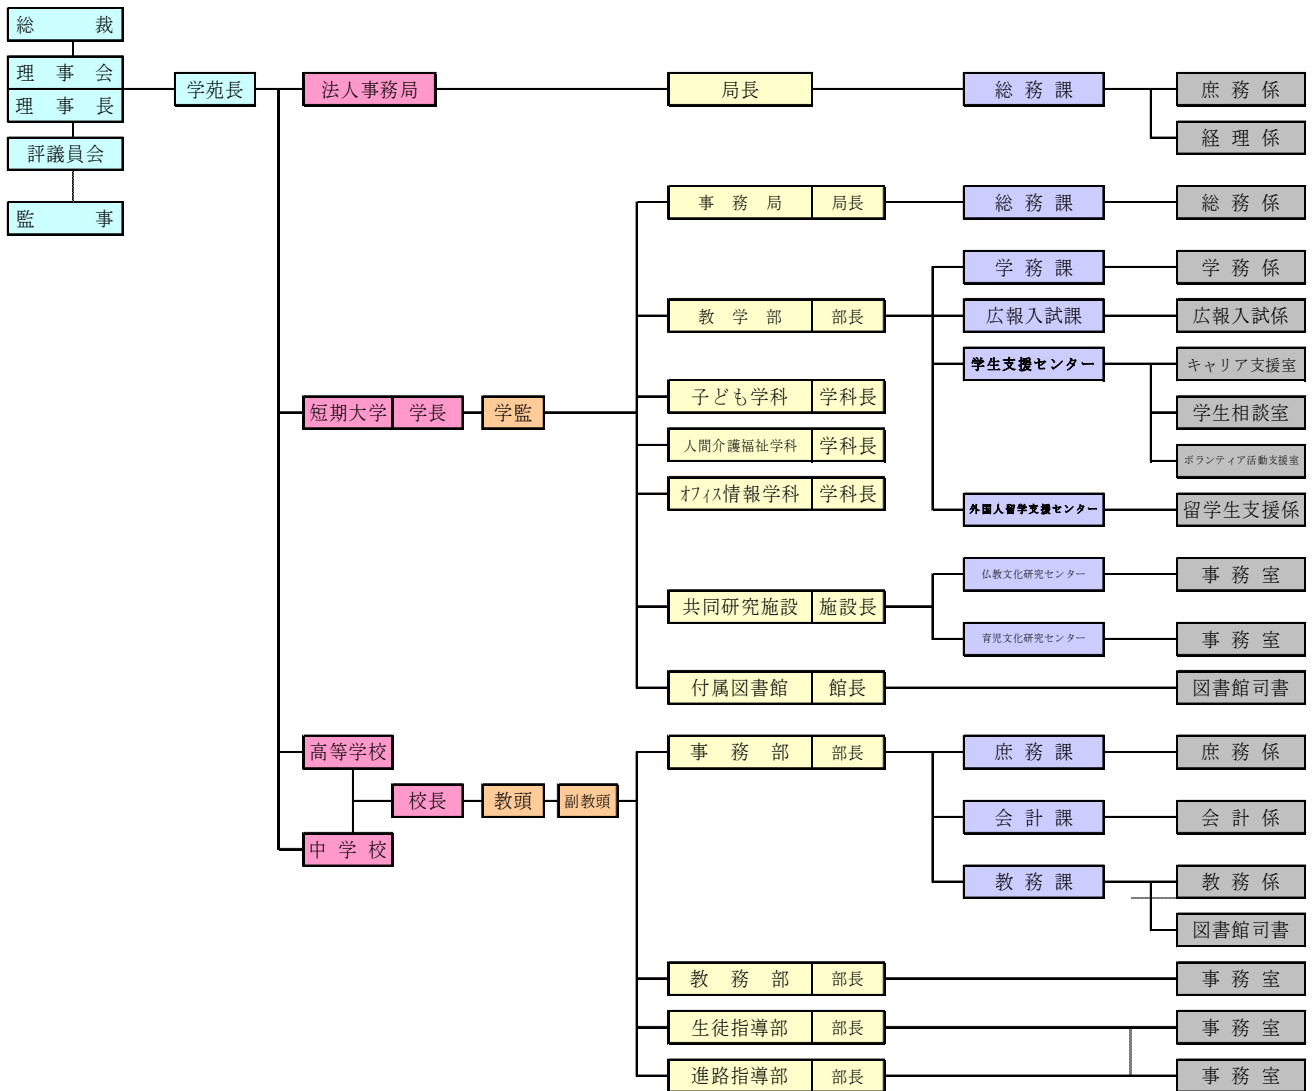 総 裁
理 事 会
理 事 長
評議員会
監 事
学苑長
法人事務局
局長
総 務 課
庶 務 係
経 理 係
短期大学 学長
学監
事 務 局 局長
総 務 課
総 務 係
教 学 部 部長
学 務 課
学 務 係
広報入試課
広報入試係
学生支援センター
キャリア支援室
学生相談室
ボランティア活動支援室
外国人留学支援センター
留学生支援係
子ども学科 学科長
人間介護福祉学科 学科長
オフィス情報学科 学科長
共同研究施設 施設長
仏教文化研究センター
事 務 室
育児文化研究センター
事 務 室
付属図書館 館長
図書館司書
高等学校
中 学 校
校長
教頭
副教頭
事 務 部 部長
庶 務 課
庶 務 係
会 計 課
会 計 係
教 務 課
教 務 係
図書館司書
教 務 部 部長
事 務 室
生徒指導部 部長
事 務 室
進路指導部 部長
事 務 室